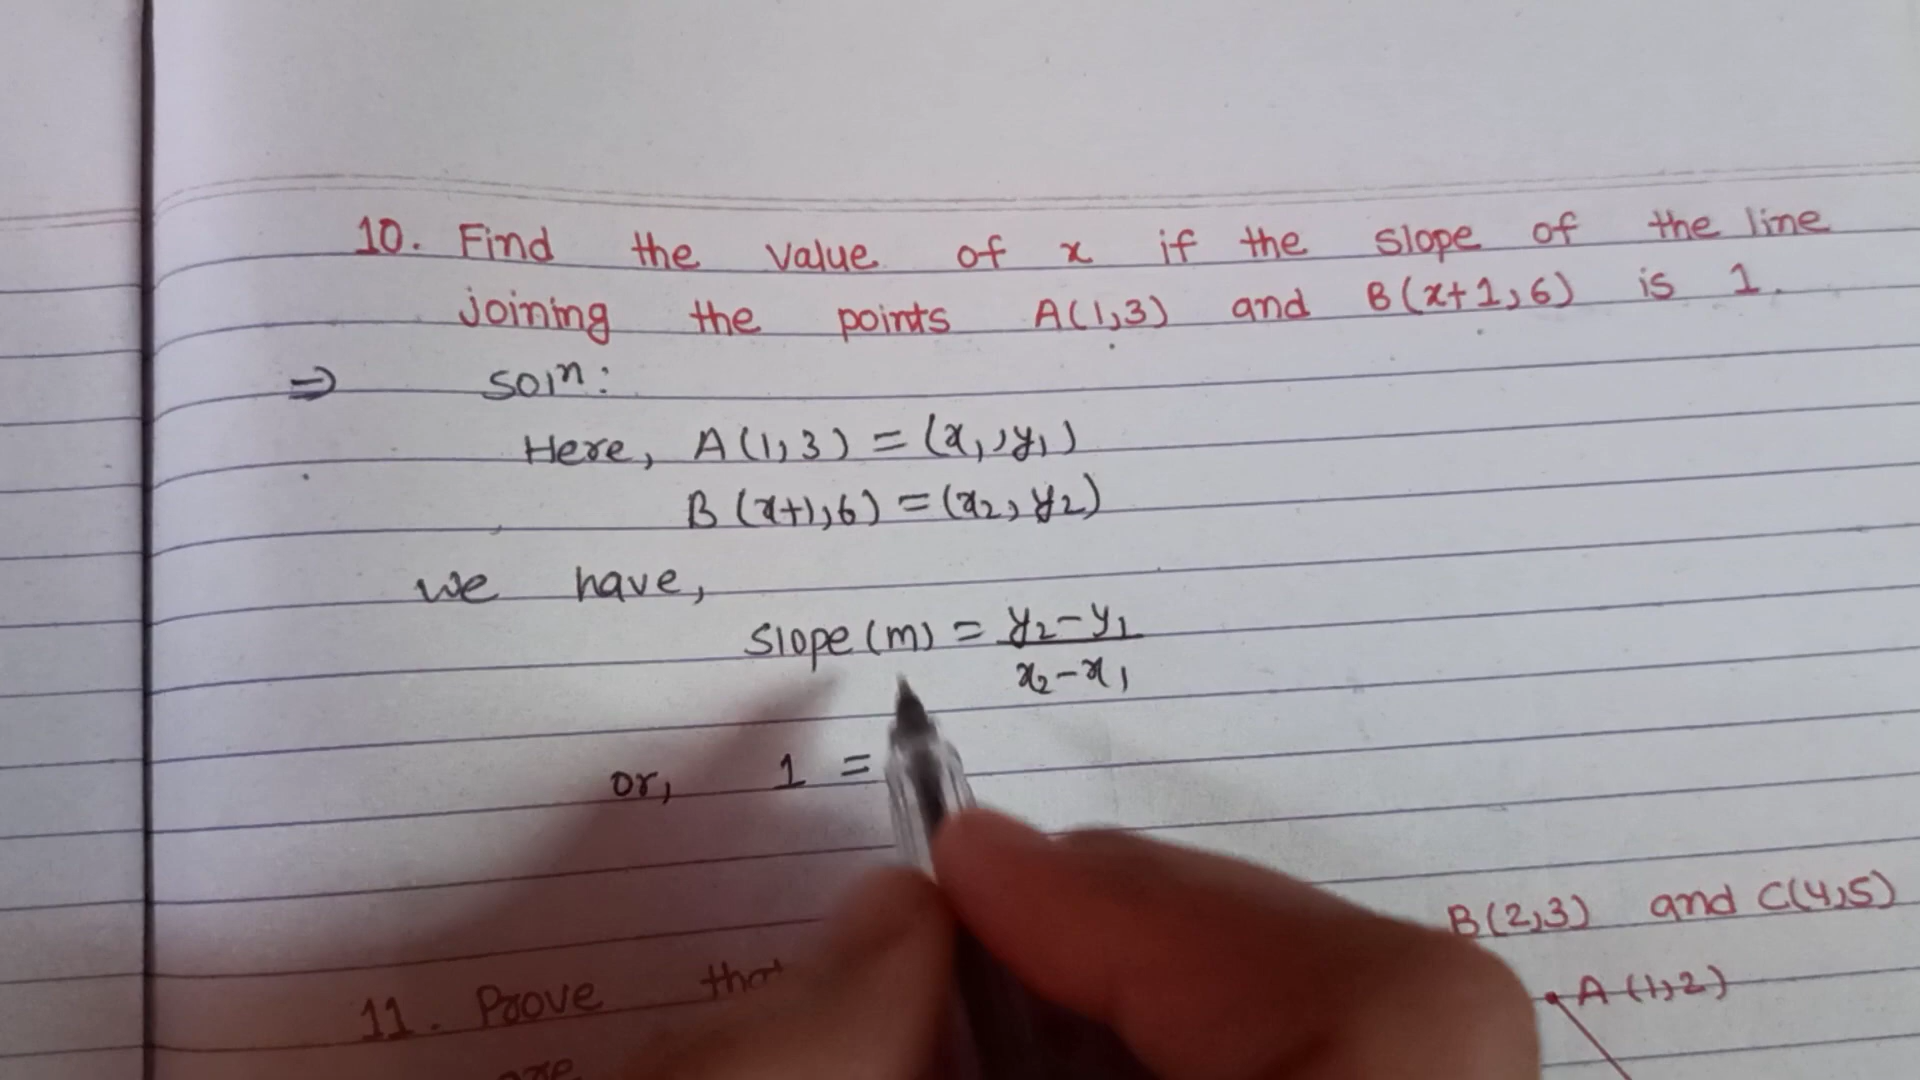 10. Find the value of x if the slope of the line
joining the points A(1,3) and B(x+1,6) is 1.
⇒ Solⁿ:
Here, A(1,3) = (x₁,y₁)
B(x+1,6) = (x₂,y₂)
we have,
Slope(m) = y₂-y₁
x₂-x₁
or, 1 =
B(2,3) and C(4,5)
A(1,2)
11. Prove that
are